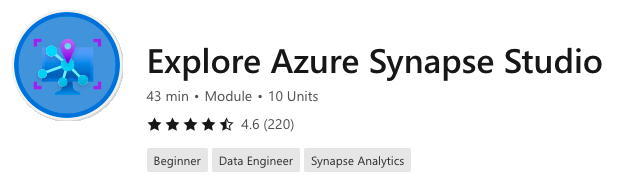 Explore Azure Synapse Studio
43 min • Module • 10 Units
4.6 (220)
Beginner Data Engineer Synapse Analytics